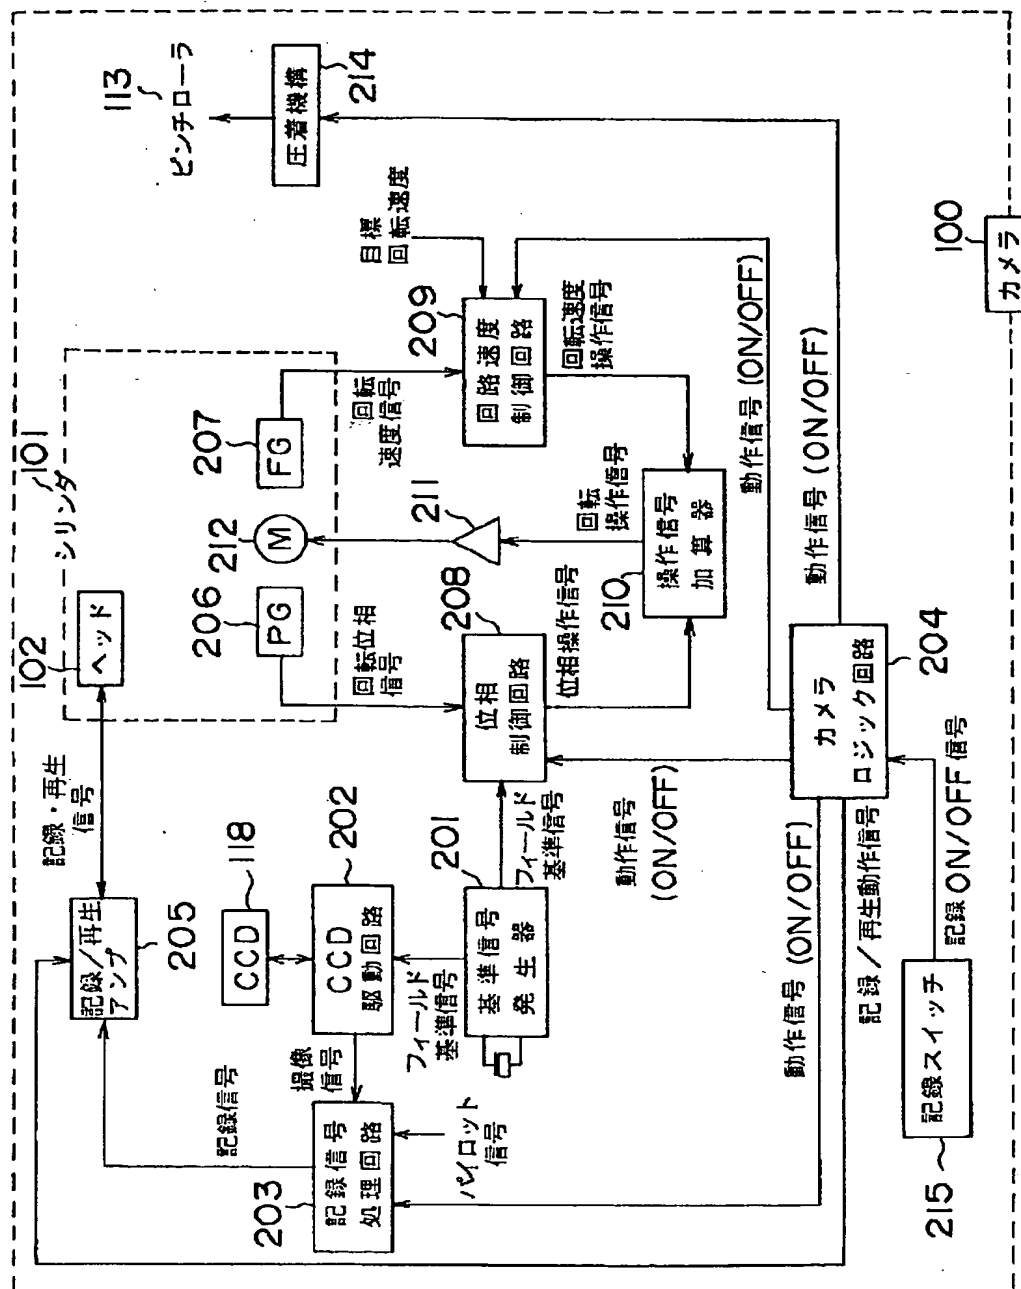 113
ピンチローラ
圧着機構
214
目標
回転速度
209
回路速度
制御回路
回転速度
操作信号
動作信号(ON/OFF)
動作信号(ON/OFF)
100
カメラ
101
シリンダ
207
FG
回転
速度信号
212
M
211
206
PG
回転位相
信号
102
ヘッド
208
位相
制御回路
位相操作信号
回転
操作信号
210
操作信号
加算器
カメラ
ロジック回路
204
記録・再生
信号
記録/再生
アンプ
205
118
CCD
202
CCD
駆動回路
フィールド
基準信号
201
基準信号
発生器
フィールド
基準信号
動作信号
(ON/OFF)
動作信号(ON/OFF)
記録/再生動作信号
記録ON/OFF信号
記録信号
撮像
信号
203
記録信号
処理回路
パイロット
信号
215
記録スイッチ